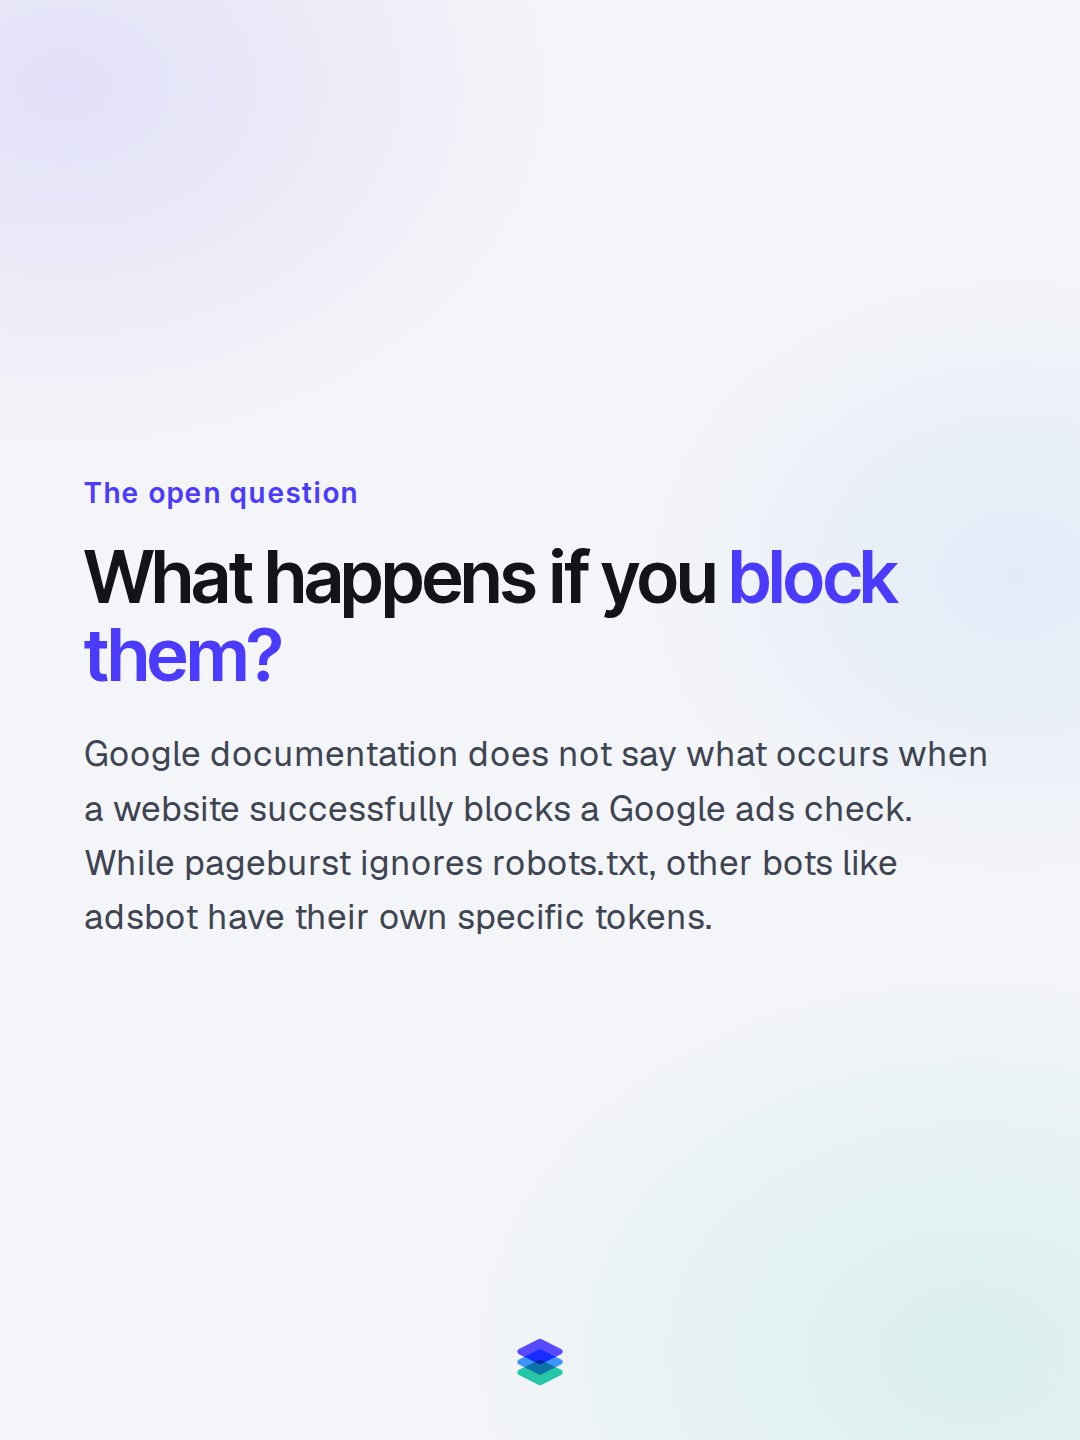 The open question
What happens if you block
them?
Google documentation does not say what occurs when
a website successfully blocks a Google ads check.
While pageburst ignores robots.txt, other bots like
adsbot have their own specific tokens.